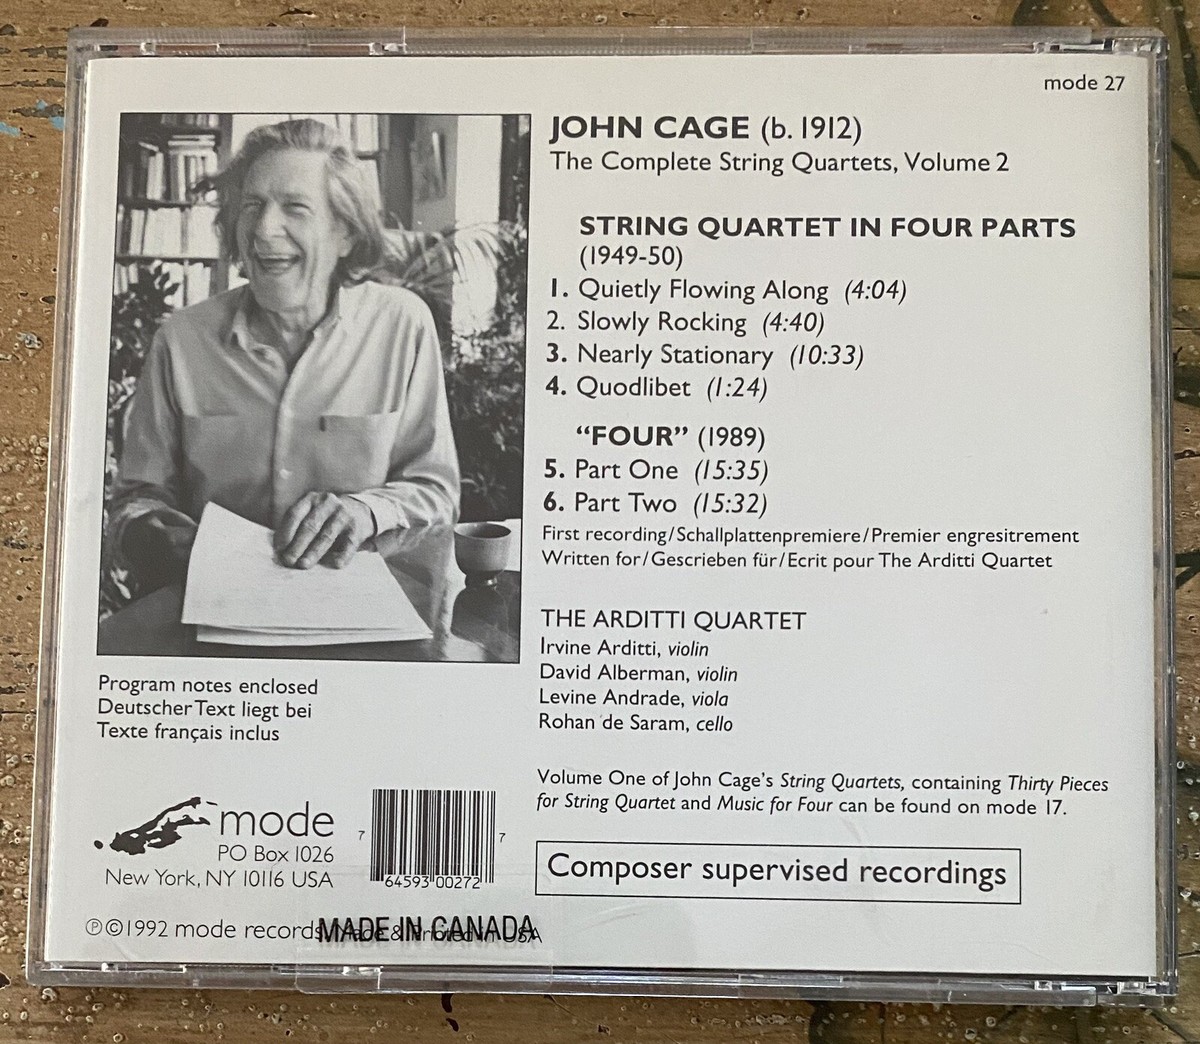 mode 27
JOHN CAGE (b. 1912)
The Complete String Quartets, Volume 2
STRING QUARTET IN FOUR PARTS
(1949-50)
1. Quietly Flowing Along (4:04)
2. Slowly Rocking (4:40)
3. Nearly Stationary (10:33)
4. Quodlibet (1:24)
“FOUR” (1989)
5. Part One (15:35)
6. Part Two (15:32)
First recording/Schallplattenpremiere/Premier engresitrement
Written for/Gescrieben für/Ecrit pour The Arditti Quartet
THE ARDITTI QUARTET
Irvine Arditti, violin
David Alberman, violin
Levine Andrade, viola
Rohan de Saram, cello
Program notes enclosed
Deutscher Text liegt bei
Texte français inclus
Volume One of John Cage's String Quartets, containing Thirty Pieces
for String Quartet and Music for Four can be found on mode 17.
Composer supervised recordings
mode
PO Box 1026
New York, NY 10116 USA
7 64593 00272 7
℗©1992 mode records
MADE IN CANADA